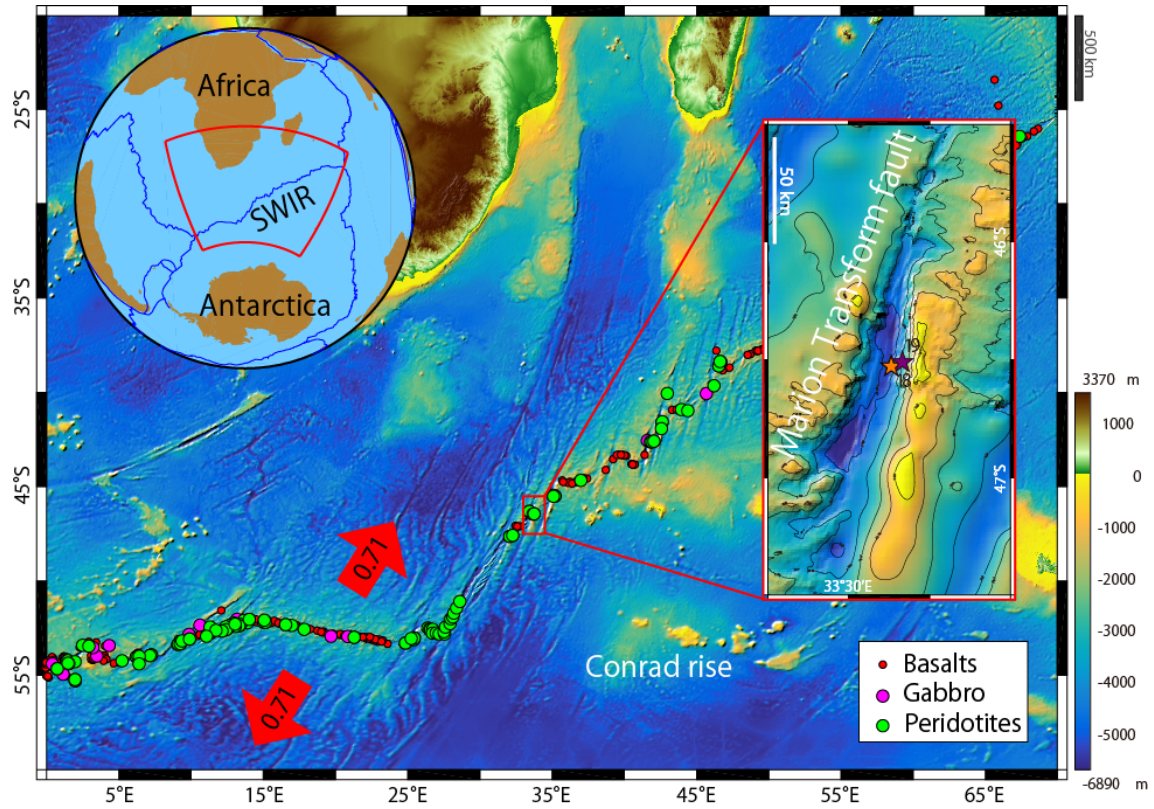 Africa
SWIR
Antarctica
500 km
25°S
35°S
45°S
55°S
5°E
15°E
25°E
35°E
45°E
55°E
65°E
0.71
0.71
Conrad rise
Marion Transform fault
50 km
46°S
47°S
33°30'E
19
18
Basalts
Gabbro
Peridotites
3370 m
1000
0
-1000
-2000
-3000
-4000
-5000
-6890 m